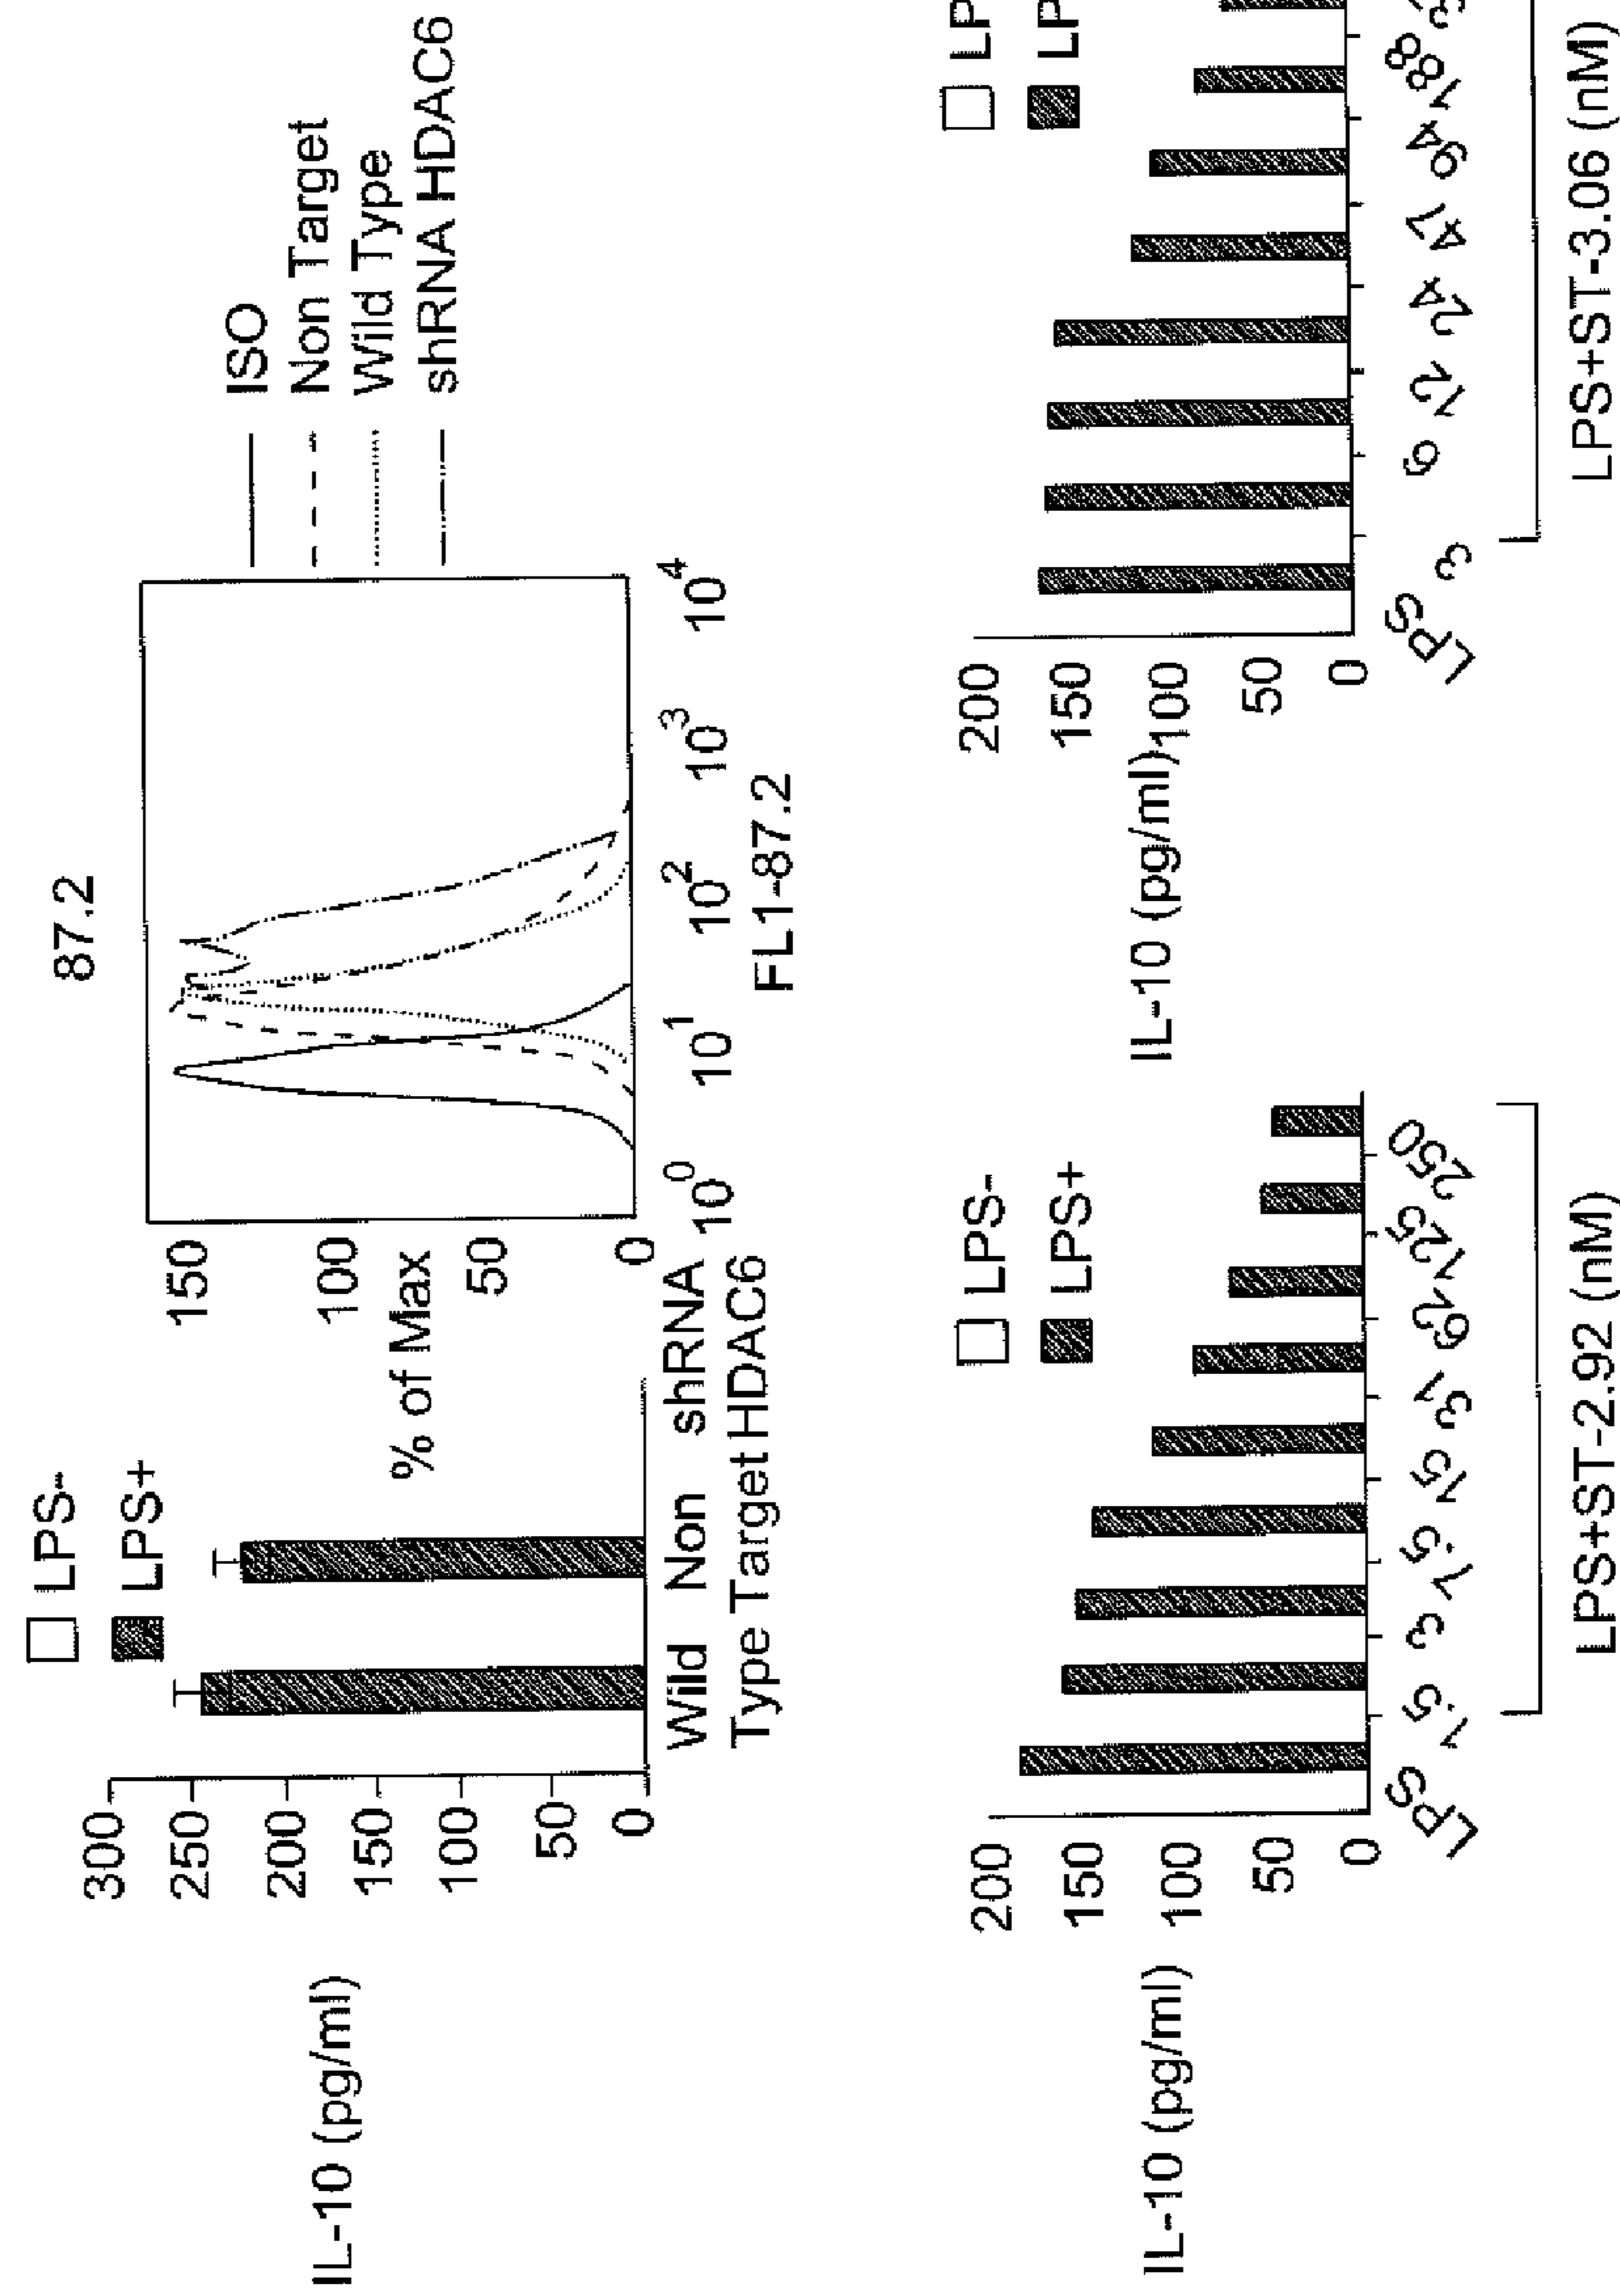 LPS-
LPS+
300
250
200
150
100
50
0
IL-10 (pg/ml)
Wild Non shRNA
Type Target HDAC6
87.2
150
100
50
0
% of Max
10^0 10^1 10^2 10^3 10^4
FL1-87.2
ISO
Non Target
Wild Type
shRNA HDAC6
LPS-
LPS+
200
150
100
50
0
IL-10 (pg/ml)
LPS 1.5 3 7.5 15 31 62 125 250
LPS+ST-2.92 (nM)
LP
LP
200
150
100
50
0
IL-10 (pg/ml)
LPS 3 6 12 24 47 94 188
LPS+ST-3.06 (nM)